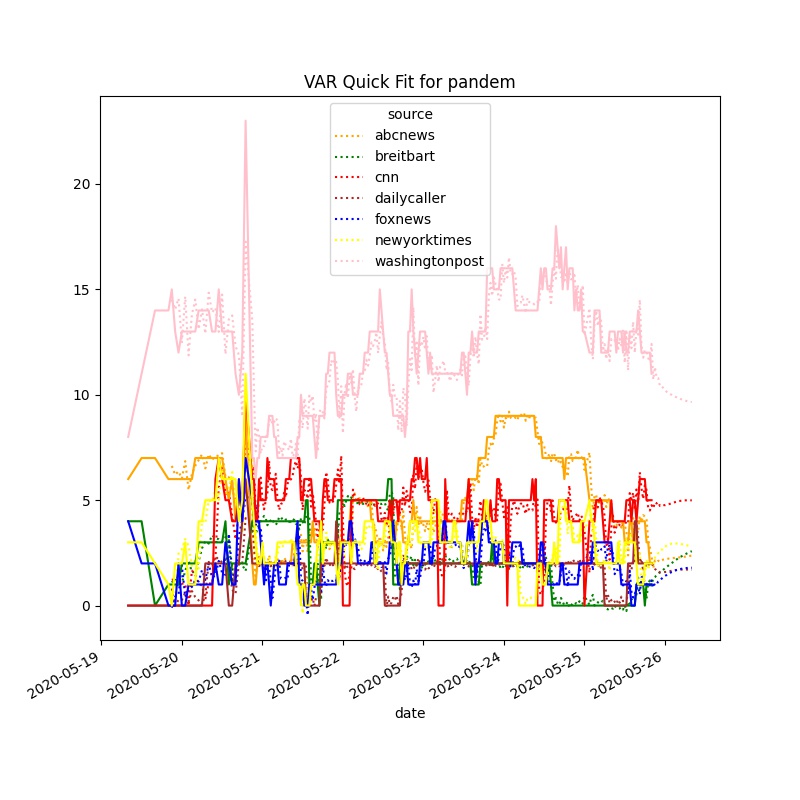 VAR Quick Fit for pandem
source
abcnews
breitbart
cnn
dailycaller
foxnews
newyorktimes
washingtonpost
20
15
10
5
0
2020-05-19
2020-05-20
2020-05-21
2020-05-22
2020-05-23
2020-05-24
2020-05-25
2020-05-26
date